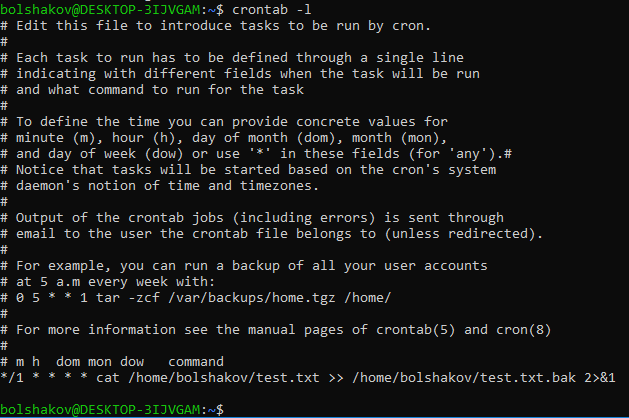 bolshakov@DESKTOP-3IJVGAM:~$ crontab -l
# Edit this file to introduce tasks to be run by cron.
#
# Each task to run has to be defined through a single line
# indicating with different fields when the task will be run
# and what command to run for the task
#
# To define the time you can provide concrete values for
# minute (m), hour (h), day of month (dom), month (mon),
# and day of week (dow) or use '*' in these fields (for 'any').#
# Notice that tasks will be started based on the cron's system
# daemon's notion of time and timezones.
#
# Output of the crontab jobs (including errors) is sent through
# email to the user the crontab file belongs to (unless redirected).
#
# For example, you can run a backup of all your user accounts
# at 5 a.m every week with:
# 0 5 * * 1 tar -zcf /var/backups/home.tgz /home/
#
# For more information see the manual pages of crontab(5) and cron(8)
#
# m h  dom mon dow   command
*/1 * * * * cat /home/bolshakov/test.txt >> /home/bolshakov/test.txt.bak 2>&1
bolshakov@DESKTOP-3IJVGAM:~$